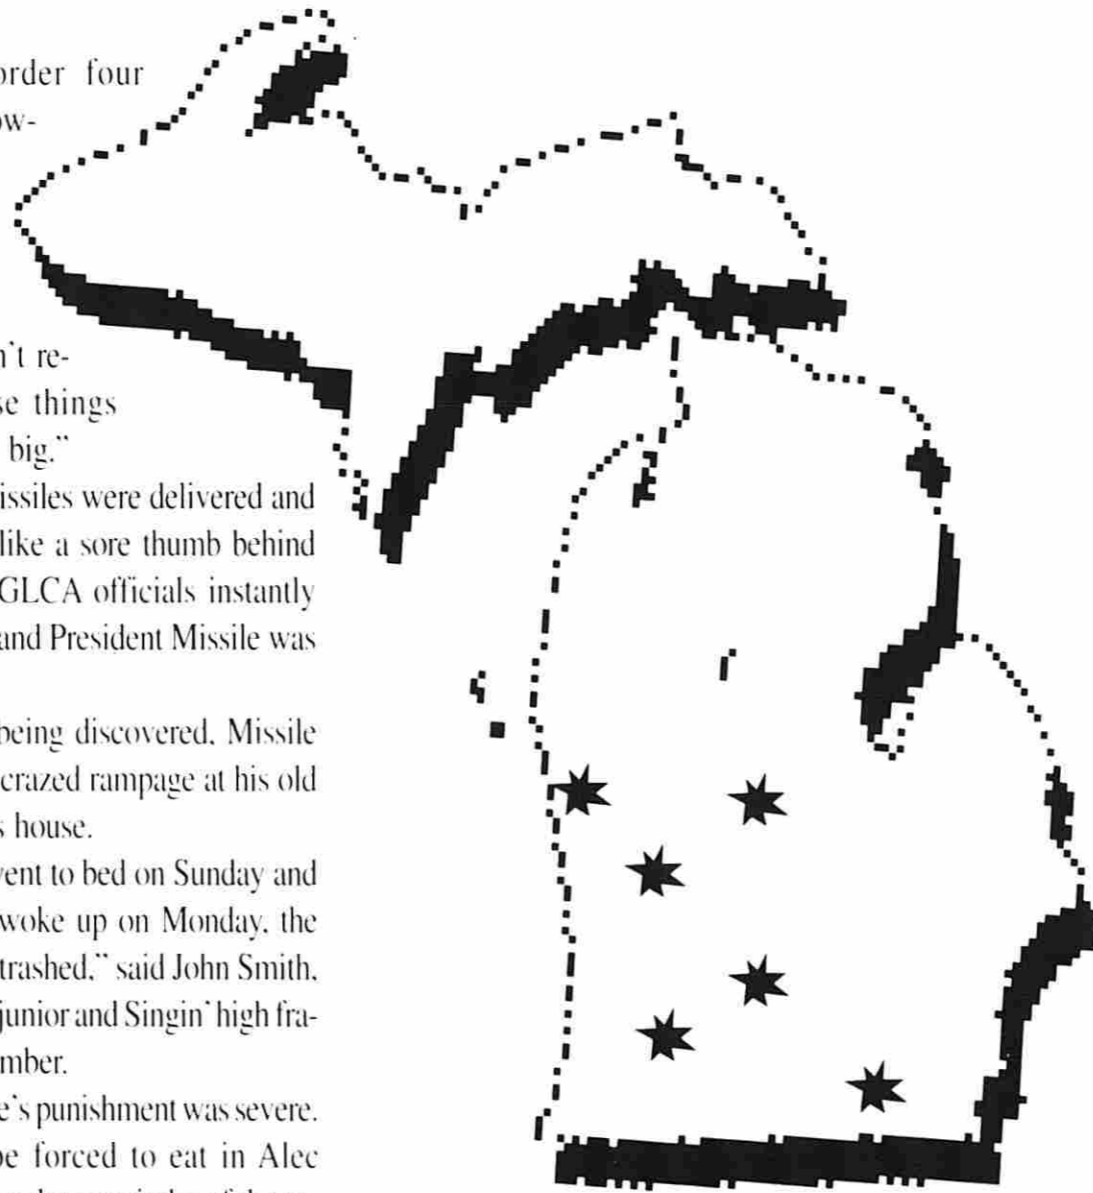 order four
ow-
n't re-
se things
big."
issiles were delivered and
like a sore thumb behind
GLCA officials instantly
and President Missile was
being discovered, Missile
crazed rampage at his old
s house.
vent to bed on Sunday and
woke up on Monday, the
trashed," said John Smith,
junior and Singin' high fra-
mber.
e's punishment was severe.
be forced to eat in Alec